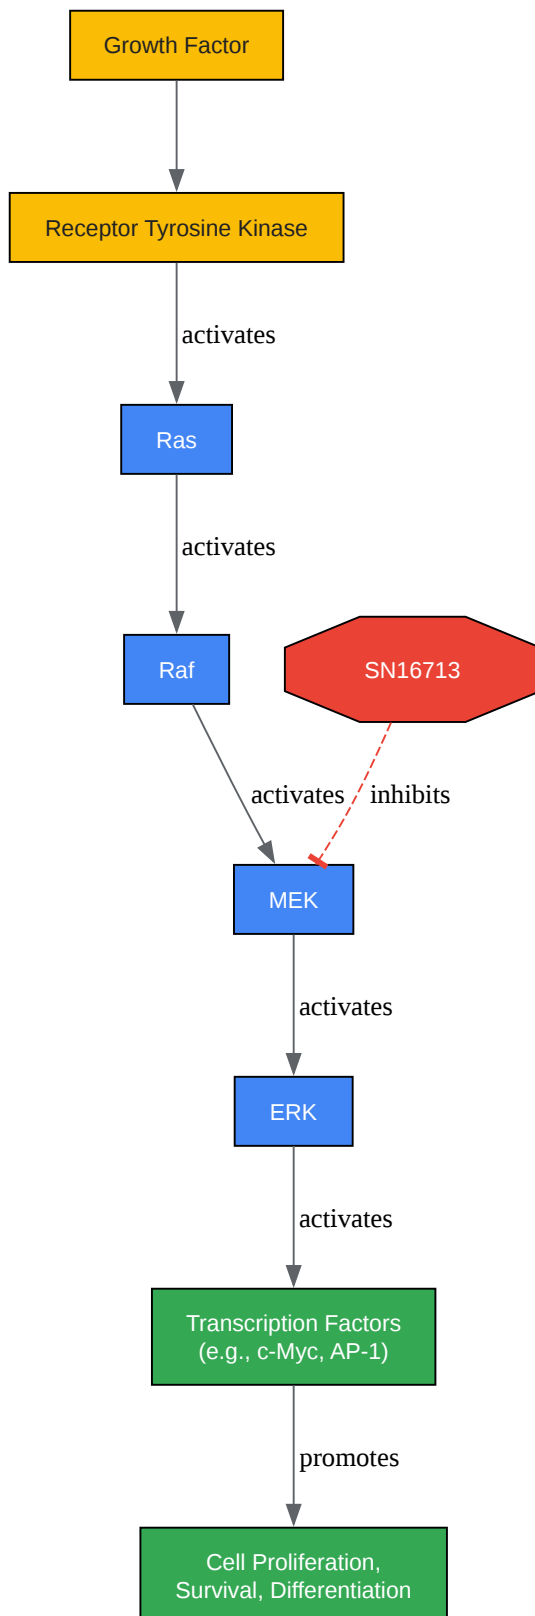 Growth Factor
Receptor Tyrosine Kinase
activates
Ras
activates
Raf
SN16713
activates
inhibits
MEK
activates
ERK
activates
Transcription Factors
(e.g., c-Myc, AP-1)
promotes
Cell Proliferation,
Survival, Differentiation